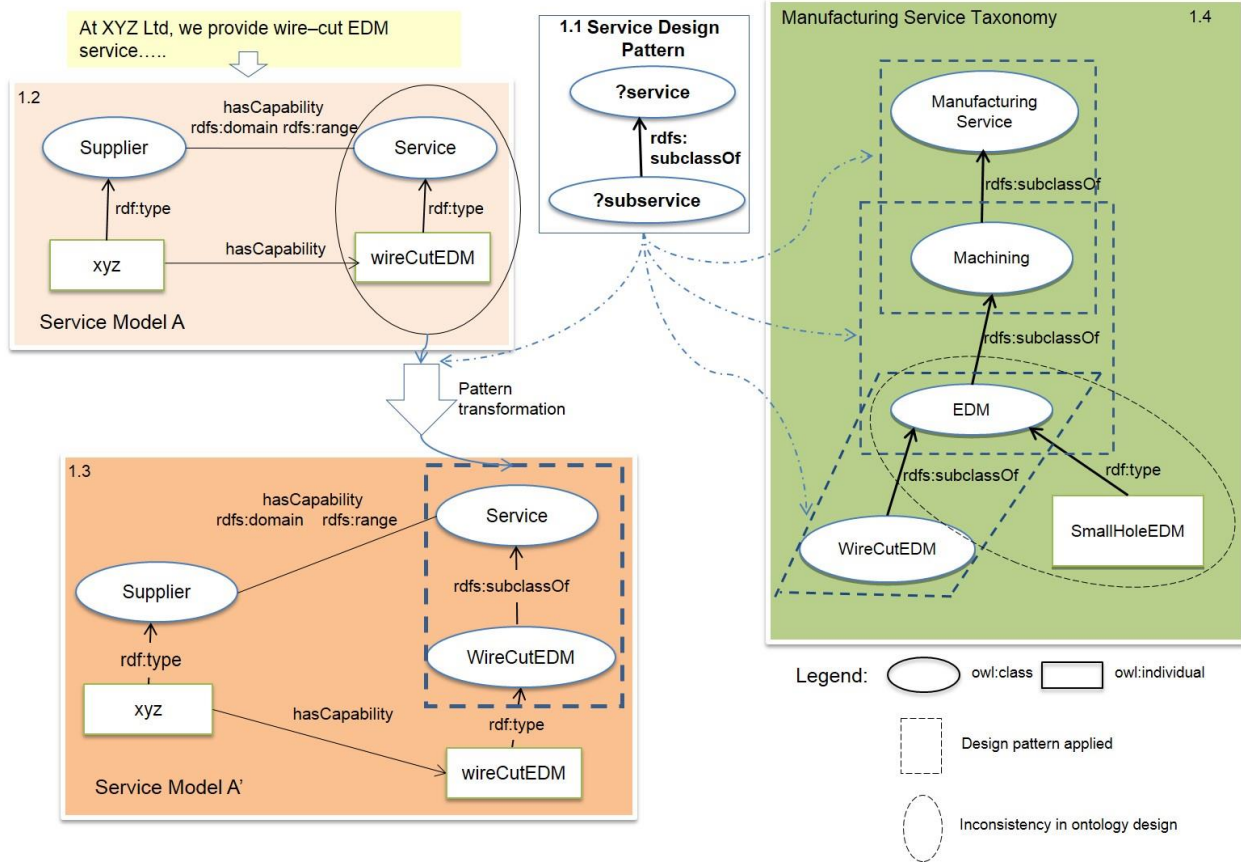 At XYZ Ltd, we provide wire–cut EDM
service…..
1.2
hasCapability
rdfs:domain rdfs:range
Supplier
Service
rdf:type
rdf:type
xyz
hasCapability
wireCutEDM
Service Model A
1.1 Service Design
Pattern
?service
rdfs:
subclassOf
?subservice
Pattern
transformation
1.3
hasCapability
rdfs:domain rdfs:range
Service
Supplier
rdfs:subclassOf
WireCutEDM
rdf:type
xyz
hasCapability
rdf:type
wireCutEDM
Service Model A’
Manufacturing Service Taxonomy
1.4
Manufacturing
Service
rdfs:subclassOf
Machining
rdfs:subclassOf
EDM
rdfs:subclassOf
rdf:type
WireCutEDM
SmallHoleEDM
Legend:
owl:class
owl:individual
Design pattern applied
Inconsistency in ontology design